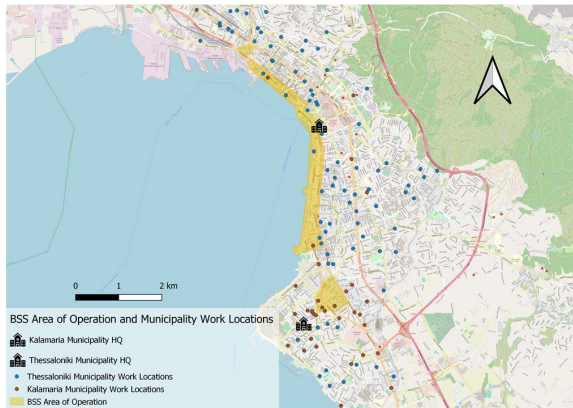 0 1 2 km
BSS Area of Operation and Municipality Work Locations
Kalamaria Municipality HQ
Thessaloniki Municipality HQ
Thessaloniki Municipality Work Locations
Kalamaria Municipality Work Locations
BSS Area of Operation